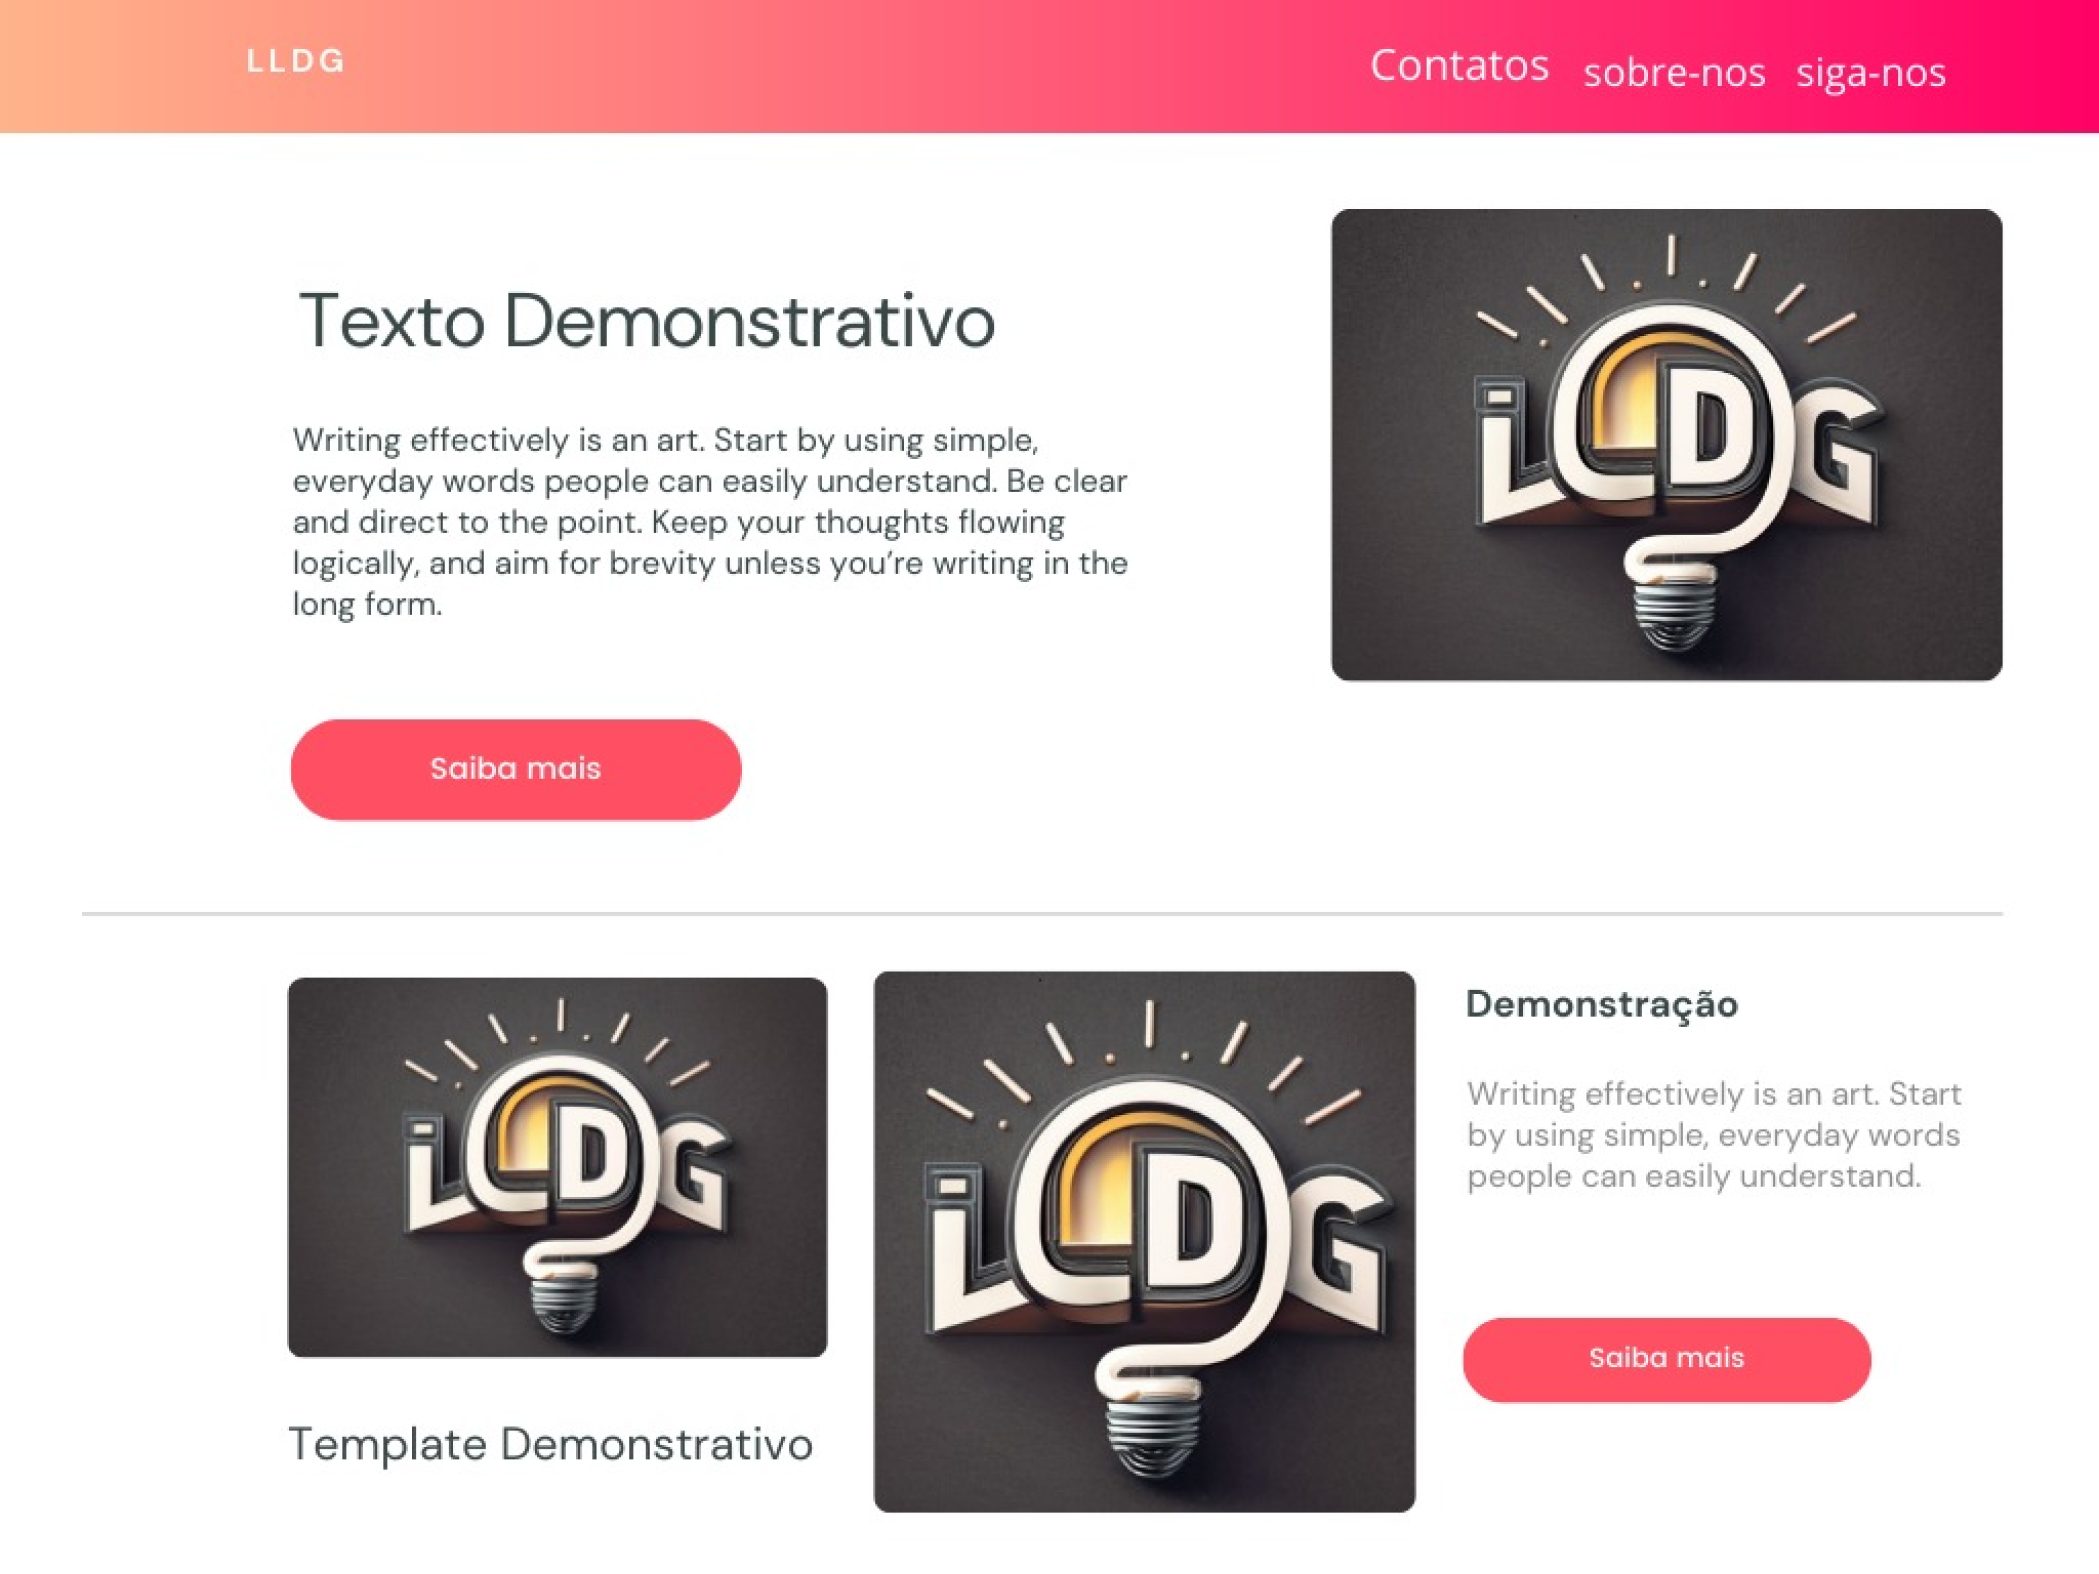 LLDG
Contatos sobre-nos siga-nos
Texto Demonstrativo
Writing effectively is an art. Start by using simple,
everyday words people can easily understand. Be clear
and direct to the point. Keep your thoughts flowing
logically, and aim for brevity unless you’re writing in the
long form.
iLDG
Saiba mais
iLDG
Template Demonstrativo
iLDG
Demonstração
Writing effectively is an art. Start
by using simple, everyday words
people can easily understand.
Saiba mais